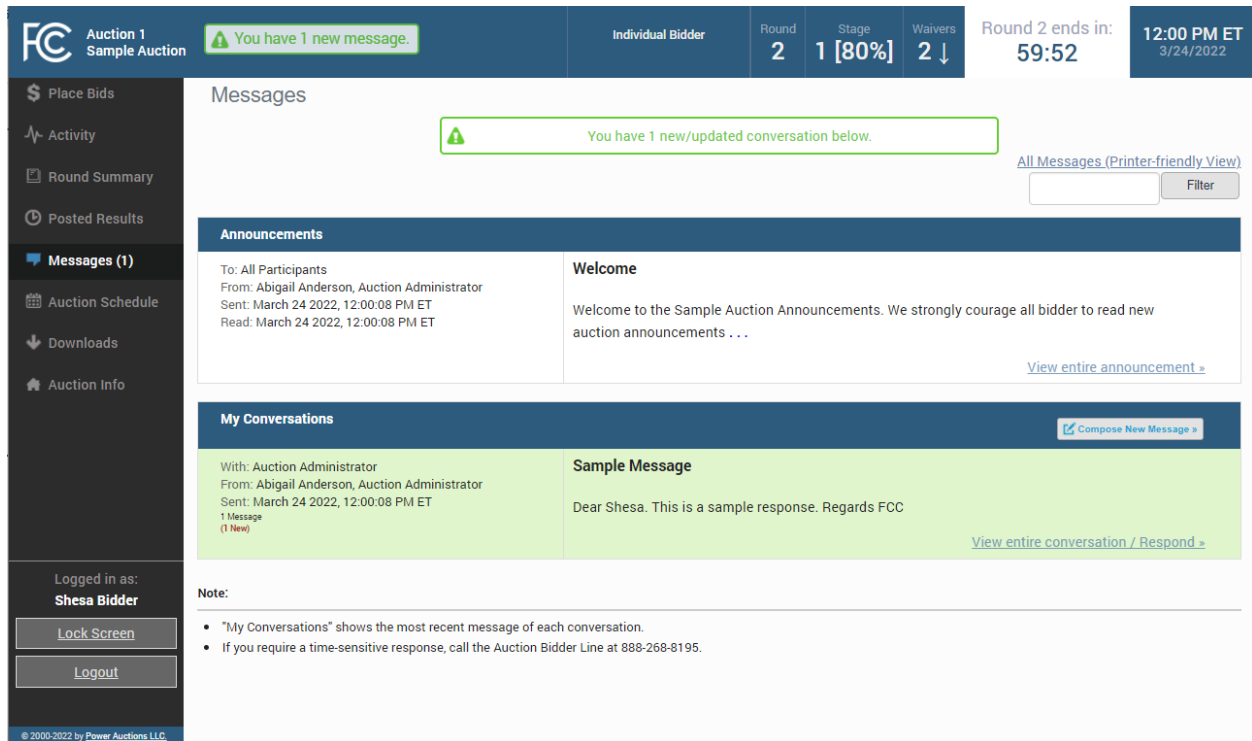 FCC
Auction 1
Sample Auction
You have 1 new message.
Individual Bidder
Round
2
Stage
1 [80%]
Waivers
2 ↓
Round 2 ends in:
59:52
12:00 PM ET
3/24/2022
Place Bids
Activity
Round Summary
Posted Results
Messages (1)
Auction Schedule
Downloads
Auction Info
Logged in as:
Shesa Bidder
Lock Screen
Logout
© 2000-2022 by Power Auctions LLC.
Messages
You have 1 new/updated conversation below.
All Messages (Printer-friendly View)
Filter
Announcements
To: All Participants
From: Abigail Anderson, Auction Administrator
Sent: March 24 2022, 12:00:08 PM ET
Read: March 24 2022, 12:00:08 PM ET
Welcome
Welcome to the Sample Auction Announcements. We strongly courage all bidder to read new
auction announcements . . .
View entire announcement »
My Conversations
Compose New Message »
With: Auction Administrator
From: Abigail Anderson, Auction Administrator
Sent: March 24 2022, 12:00:08 PM ET
1 Message
(1 New)
Sample Message
Dear Shesa. This is a sample response. Regards FCC
View entire conversation / Respond »
Note:
• "My Conversations" shows the most recent message of each conversation.
• If you require a time-sensitive response, call the Auction Bidder Line at 888-268-8195.